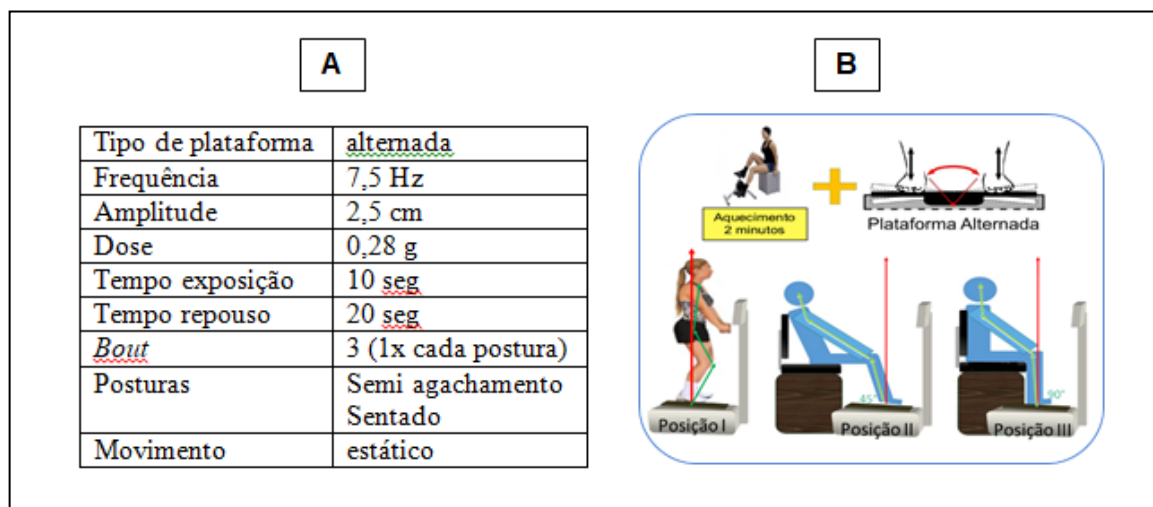 A
B
Tipo de plataforma alternada
Frequência 7,5 Hz
Amplitude 2,5 cm
Dose 0,28 g
Tempo exposição 10 seg
Tempo repouso 20 seg
Bout 3 (1x cada postura)
Posturas Semi agachamento
Sentado
Movimento estático
Aquecimento
2 minutos
Plataforma Alternada
45°
90°
Posição I
Posição II
Posição III